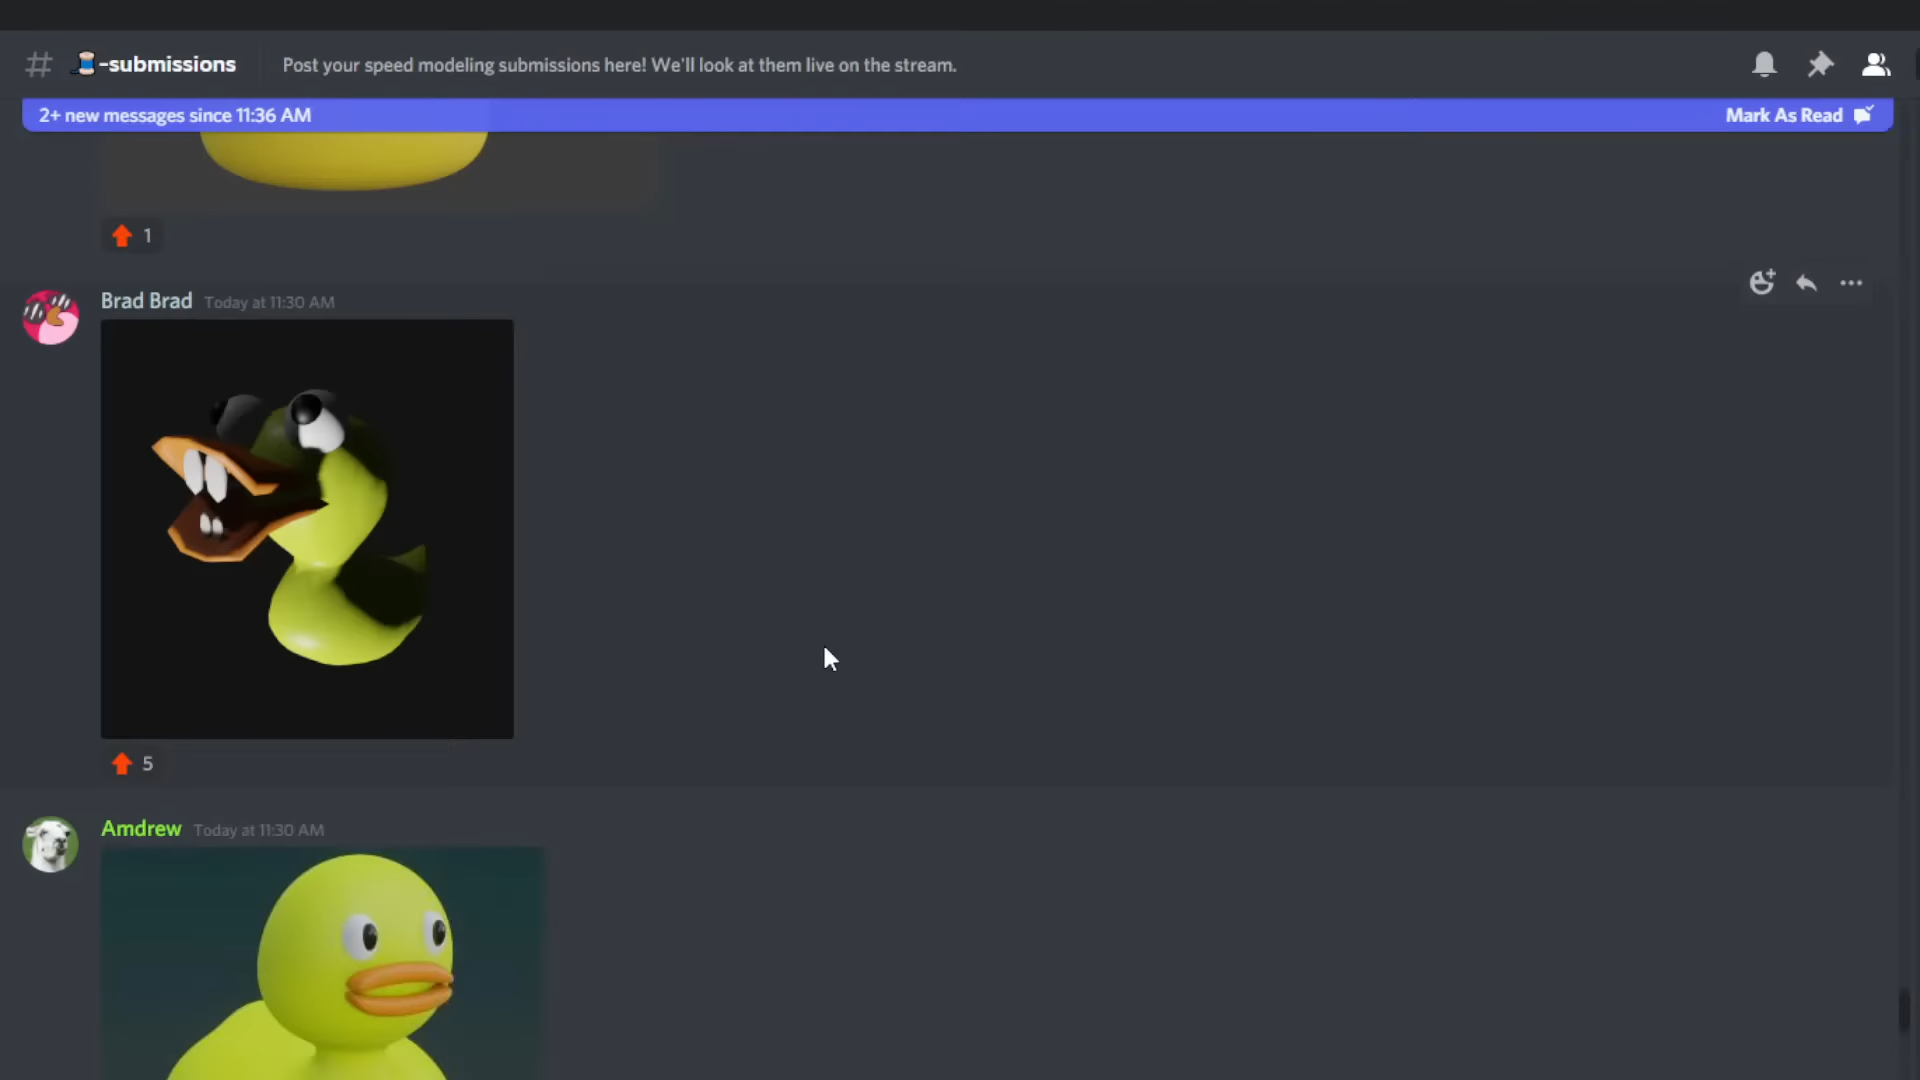 -submissions
Post your speed modeling submissions here! We'll look at them live on the stream.
2+ new messages since 11:36 AM
Mark As Read
1
Brad Brad Today at 11:30 AM
5
Amdrew Today at 11:30 AM